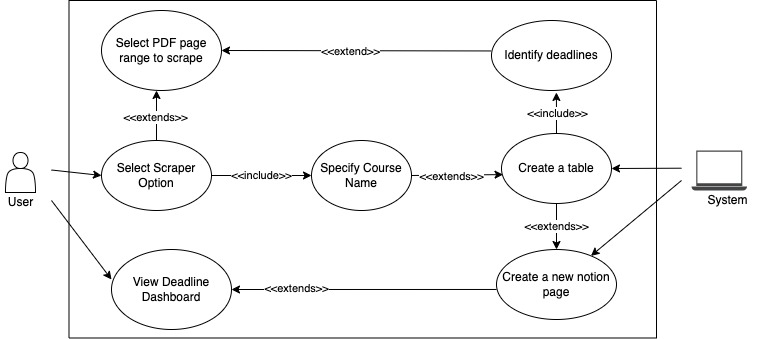 Select PDF page
range to scrape
<<extend>>
Identify deadlines
<<extends>>
<<include>>
User
Select Scraper
Option
<<include>>
Specify Course
Name
<<extends>>
Create a table
System
<<extends>>
View Deadline
Dashboard
<<extends>>
Create a new notion
page